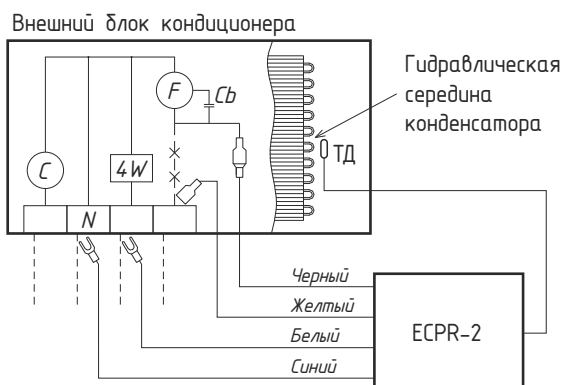 Внешний блок кондиционера
Гидравлическая
середина
конденсатора
F
Cb
C
4W
ТД
N
Черный
Желтый
Белый
Синий
ECPR-2